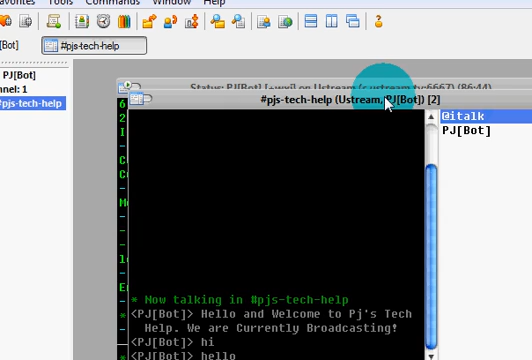 avorites Tools Commands Window Help
Bot] #pjs-tech-help
PJ[Bot]
nnel: 1
#pjs-tech-help
Status: PJ[Bot] [+wxi] on Ustream (c.ustream.tv:6667) (86:44)
#pjs-tech-help (Ustream, PJ[Bot]) [2]
@italk
PJ[Bot]
* Now talking in #pjs-tech-help
<PJ[Bot]> Hello and Welcome to Pj's Tech
Help. We are Currently Broadcasting!
<PJ[Bot]> hi
<PJ[Bot]> hello